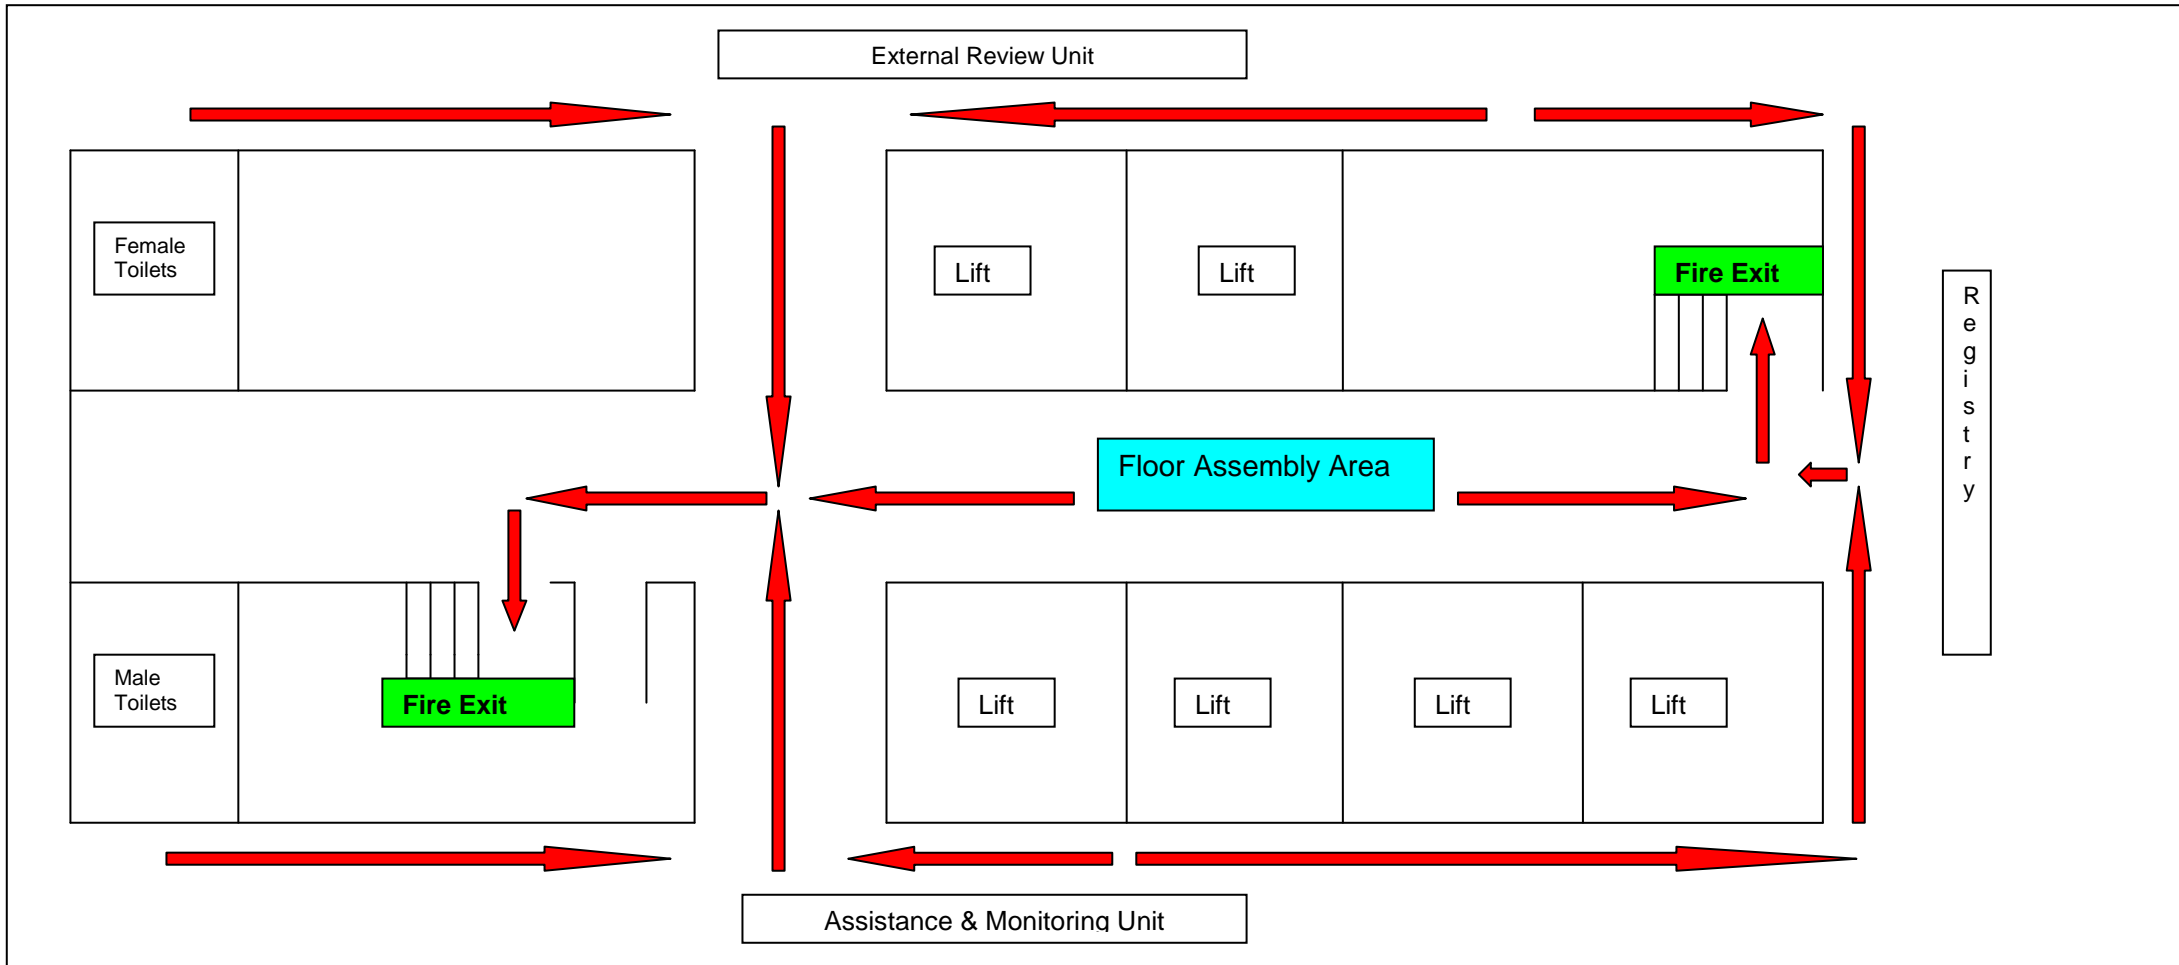 External Review Unit
Female
Toilets
Lift
Lift
Fire Exit
Registry
Floor Assembly Area
Male
Toilets
Fire Exit
Lift
Lift
Lift
Lift
Assistance & Monitoring Unit